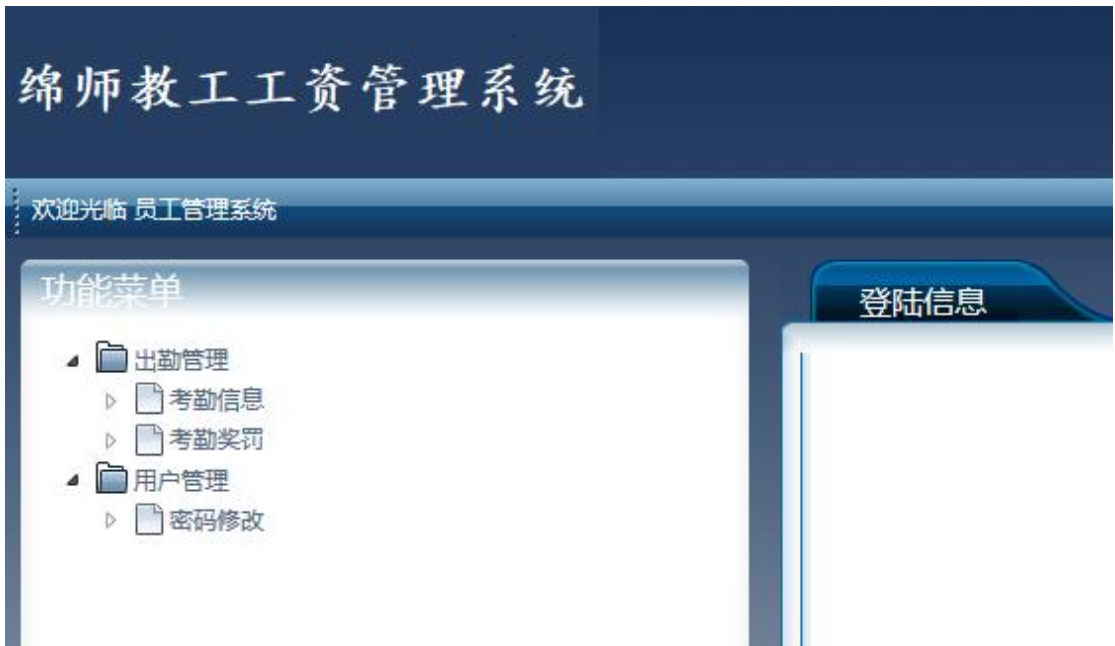 绵师教工工资管理系统
欢迎光临 员工管理系统
功能菜单
登陆信息
出勤管理
考勤信息
考勤奖罚
用户管理
密码修改